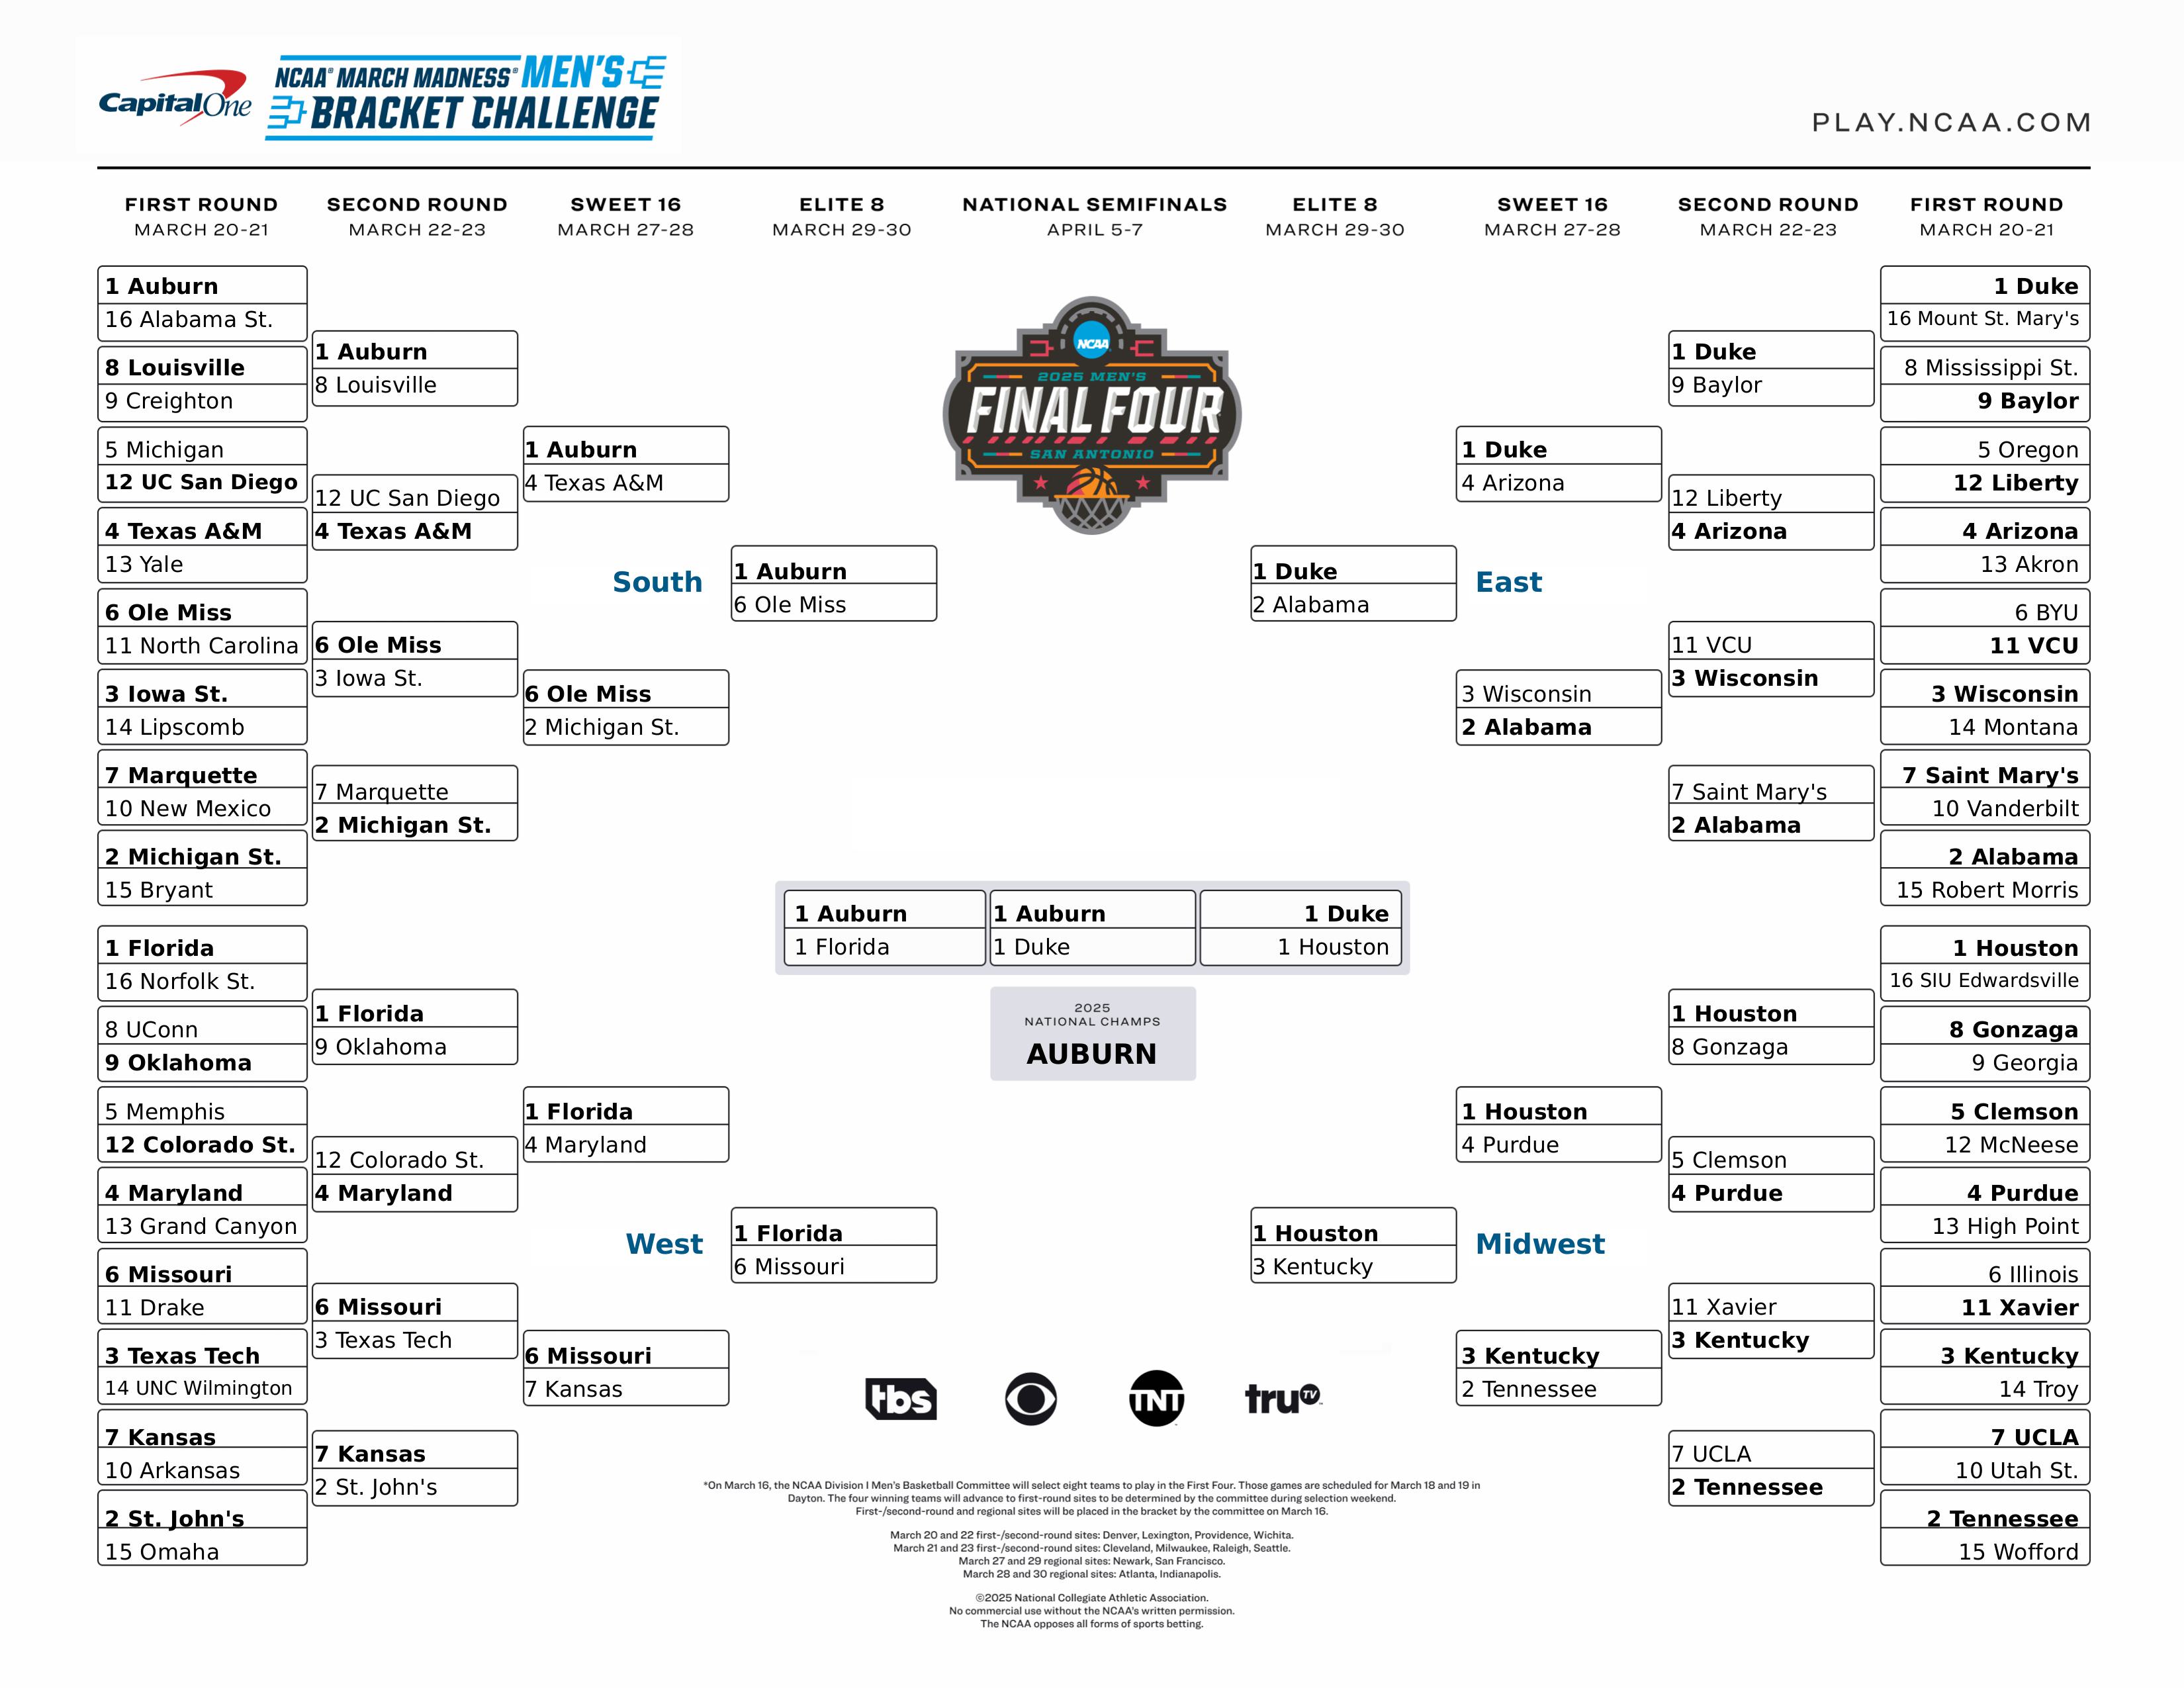 CapitalOne
NCAA® MARCH MADNESS® MEN'S
BRACKET CHALLENGE
PLAY.NCAA.COM
FIRST ROUND
MARCH 20-21
SECOND ROUND
MARCH 22-23
SWEET 16
MARCH 27-28
ELITE 8
MARCH 29-30
NATIONAL SEMIFINALS
APRIL 5-7
ELITE 8
MARCH 29-30
SWEET 16
MARCH 27-28
SECOND ROUND
MARCH 22-23
FIRST ROUND
MARCH 20-21
1 Auburn
16 Alabama St.
8 Louisville
9 Creighton
5 Michigan
12 UC San Diego
4 Texas A&M
13 Yale
6 Ole Miss
11 North Carolina
3 Iowa St.
14 Lipscomb
7 Marquette
10 New Mexico
2 Michigan St.
15 Bryant
1 Auburn
8 Louisville
12 UC San Diego
4 Texas A&M
6 Ole Miss
3 Iowa St.
7 Marquette
2 Michigan St.
1 Auburn
4 Texas A&M
6 Ole Miss
2 Michigan St.
South
1 Auburn
6 Ole Miss
1 Florida
16 Norfolk St.
8 UConn
9 Oklahoma
5 Memphis
12 Colorado St.
4 Maryland
13 Grand Canyon
6 Missouri
11 Drake
3 Texas Tech
14 UNC Wilmington
7 Kansas
10 Arkansas
2 St. John's
15 Omaha
1 Florida
9 Oklahoma
12 Colorado St.
4 Maryland
6 Missouri
3 Texas Tech
7 Kansas
2 St. John's
1 Florida
4 Maryland
6 Missouri
7 Kansas
West
1 Florida
6 Missouri
NCAA
2025 MEN'S
FINAL FOUR
SAN ANTONIO
1 Auburn
1 Florida
1 Auburn
1 Duke
1 Duke
1 Houston
2025
NATIONAL CHAMPS
AUBURN
1 Duke
2 Alabama
East
1 Duke
4 Arizona
3 Wisconsin
2 Alabama
1 Duke
9 Baylor
12 Liberty
4 Arizona
11 VCU
3 Wisconsin
7 Saint Mary's
2 Alabama
1 Duke
16 Mount St. Mary's
8 Mississippi St.
9 Baylor
5 Oregon
12 Liberty
4 Arizona
13 Akron
6 BYU
11 VCU
3 Wisconsin
14 Montana
7 Saint Mary's
10 Vanderbilt
2 Alabama
15 Robert Morris
1 Houston
3 Kentucky
Midwest
1 Houston
4 Purdue
3 Kentucky
2 Tennessee
1 Houston
8 Gonzaga
5 Clemson
4 Purdue
11 Xavier
3 Kentucky
7 UCLA
2 Tennessee
1 Houston
16 SIU Edwardsville
8 Gonzaga
9 Georgia
5 Clemson
12 McNeese
4 Purdue
13 High Point
6 Illinois
11 Xavier
3 Kentucky
14 Troy
7 UCLA
10 Utah St.
2 Tennessee
15 Wofford
tbs
TNT
truTV
*On March 16, the NCAA Division I Men's Basketball Committee will select eight teams to play in the First Four. Those games are scheduled for March 18 and 19 in
Dayton. The four winning teams will advance to first-round sites to be determined by the committee during selection weekend.
First-/second-round and regional sites will be placed in the bracket by the committee on March 16.
March 20 and 22 first-/second-round sites: Denver, Lexington, Providence, Wichita.
March 21 and 23 first-/second-round sites: Cleveland, Milwaukee, Raleigh, Seattle.
March 27 and 29 regional sites: Newark, San Francisco.
March 28 and 30 regional sites: Atlanta, Indianapolis.
©2025 National Collegiate Athletic Association.
No commercial use without the NCAA's written permission.
The NCAA opposes all forms of sports betting.